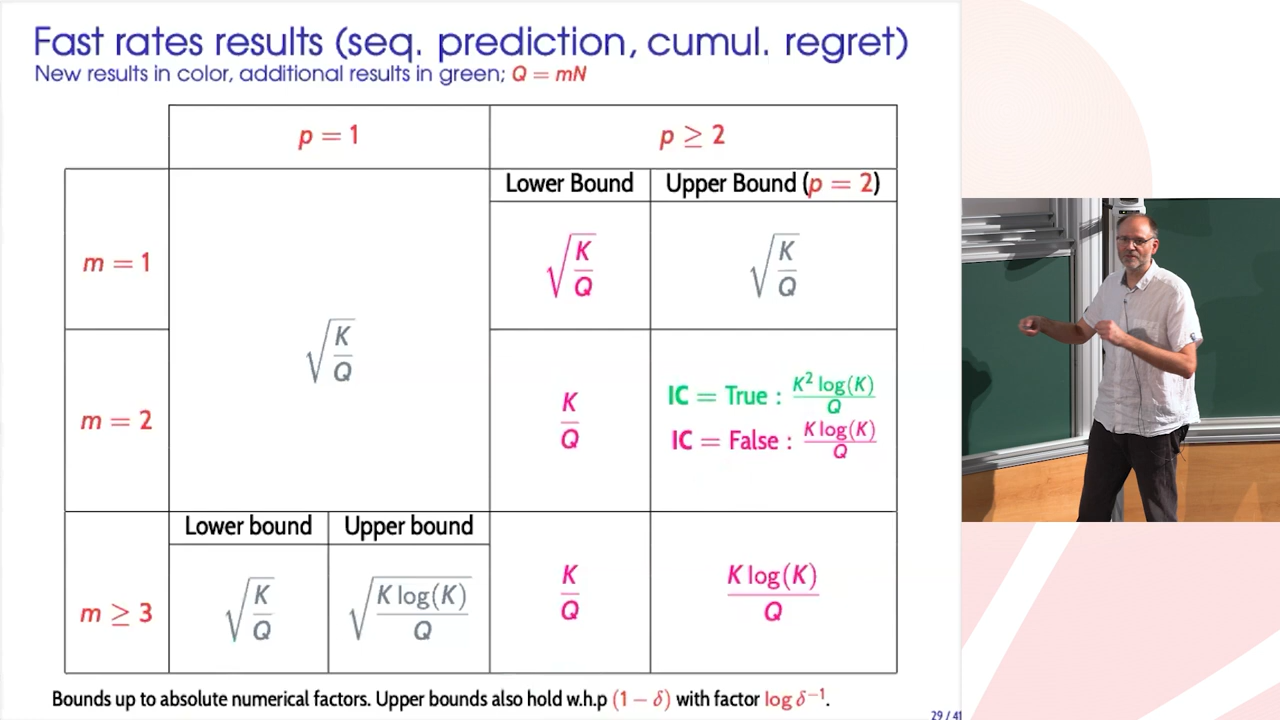 Fast rates results (seq. prediction, cumul. regret)
New results in color, additional results in green; Q = mN
p = 1
p ≥ 2
Lower Bound
Upper Bound (p = 2)
m = 1
√(K/Q)
√(K/Q)
√(K/Q)
m = 2
K/Q
IC = True : K² log(K)/Q
IC = False : K log(K)/Q
Lower bound
Upper bound
m ≥ 3
√(K/Q)
√(K log(K)/Q)
K/Q
K log(K)/Q
Bounds up to absolute numerical factors. Upper bounds also hold w.h.p (1 − δ) with factor log δ⁻¹.
29 / 41